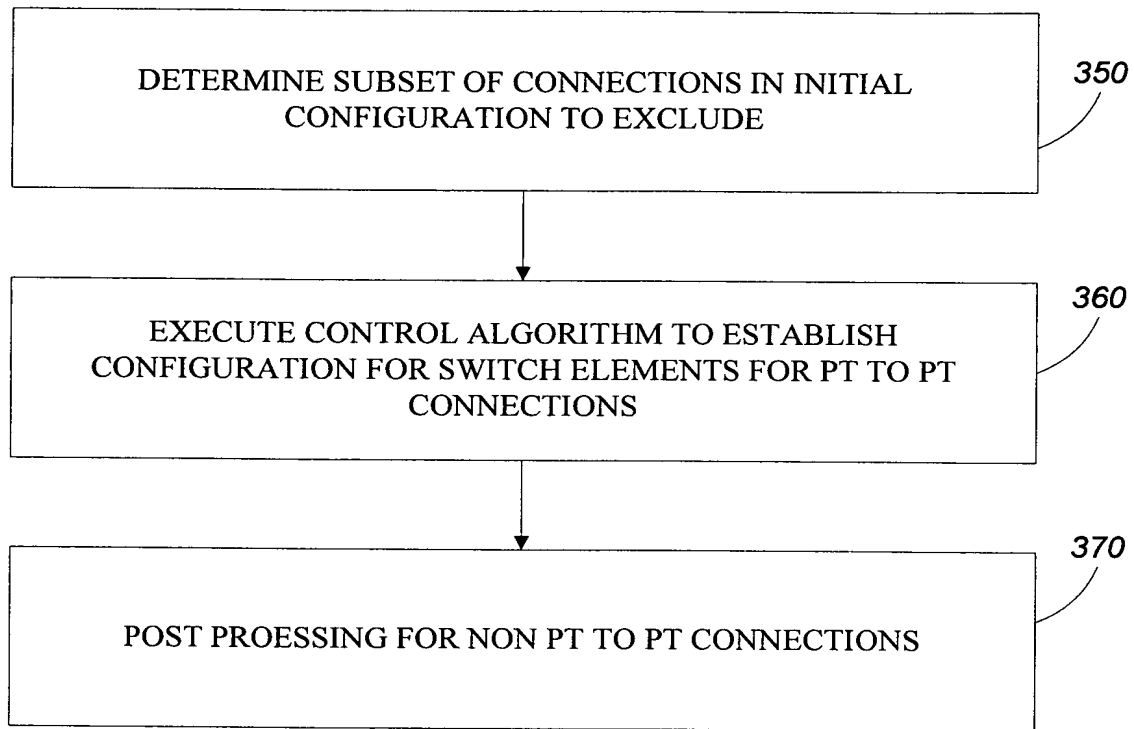 DETERMINE SUBSET OF CONNECTIONS IN INITIAL
CONFIGURATION TO EXCLUDE
350
EXECUTE CONTROL ALGORITHM TO ESTABLISH
CONFIGURATION FOR SWITCH ELEMENTS FOR PT TO PT
CONNECTIONS
360
POST PROESSING FOR NON PT TO PT CONNECTIONS
370